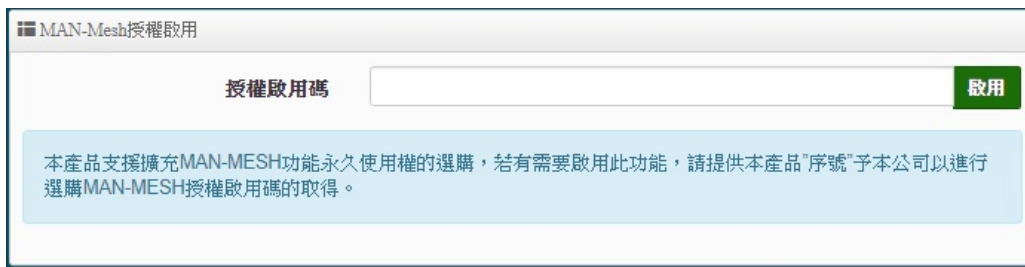 MAN-Mesh授權啟用
授權啟用碼
啟用
本產品支援擴充MAN-MESH功能永久使用權的選購，若有需要啟用此功能，請提供本產品"序號"予本公司以進行
選購MAN-MESH授權啟用碼的取得。